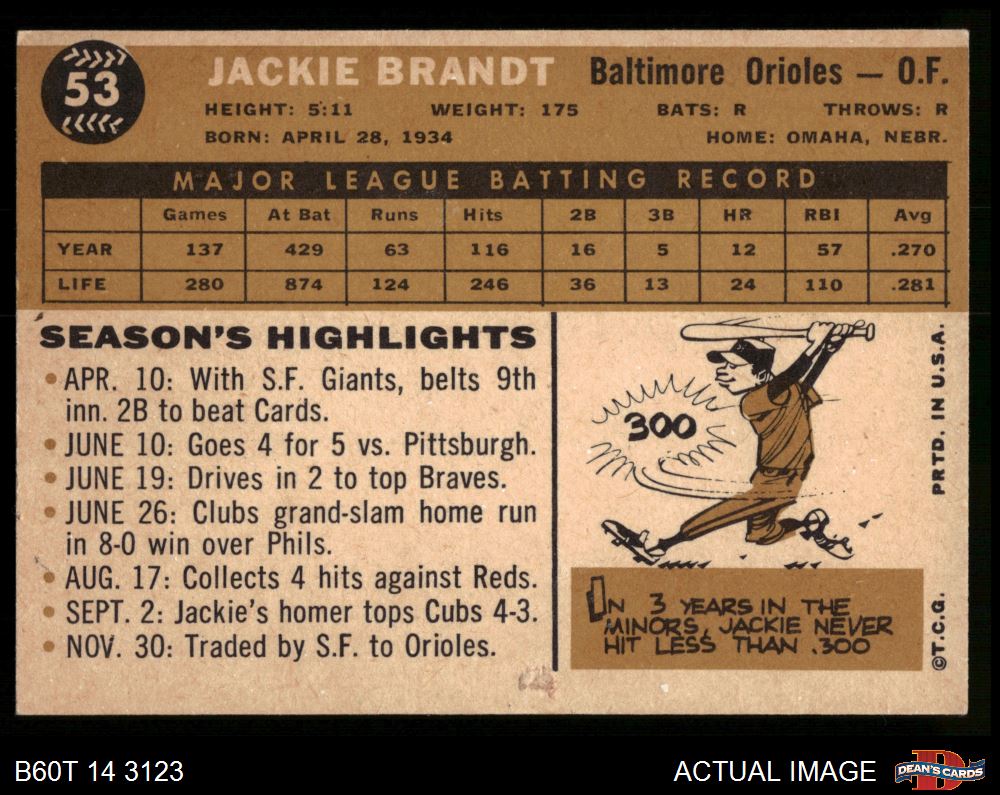 53
JACKIE BRANDT Baltimore Orioles — O.F.
HEIGHT: 5:11 WEIGHT: 175 BATS: R THROWS: R
BORN: APRIL 28, 1934 HOME: OMAHA, NEBR.
MAJOR LEAGUE BATTING RECORD
Games At Bat Runs Hits 2B 3B HR RBI Avg
YEAR 137 429 63 116 16 5 12 57 .270
LIFE 280 874 124 246 36 13 24 110 .281
SEASON'S HIGHLIGHTS
• APR. 10: With S.F. Giants, belts 9th
inn. 2B to beat Cards.
• JUNE 10: Goes 4 for 5 vs. Pittsburgh.
• JUNE 19: Drives in 2 to top Braves.
• JUNE 26: Clubs grand-slam home run
in 8-0 win over Phils.
• AUG. 17: Collects 4 hits against Reds.
• SEPT. 2: Jackie's homer tops Cubs 4-3.
• NOV. 30: Traded by S.F. to Orioles.
300
IN 3 YEARS IN THE
MINORS, JACKIE NEVER
HIT LESS THAN .300
©T.C.G. PRTD. IN U.S.A.
B60T 14 3123 ACTUAL IMAGE
D
DEAN'S CARDS